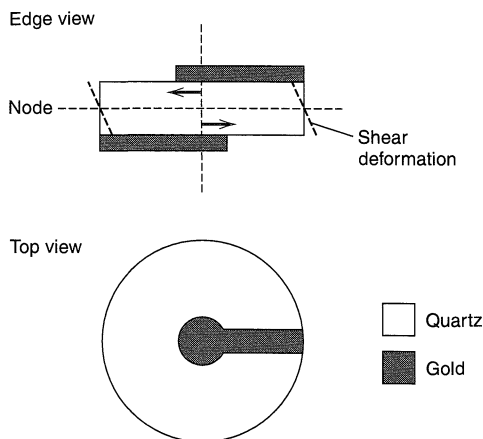 Edge view
Node
Shear
deformation
Top view
Quartz
Gold